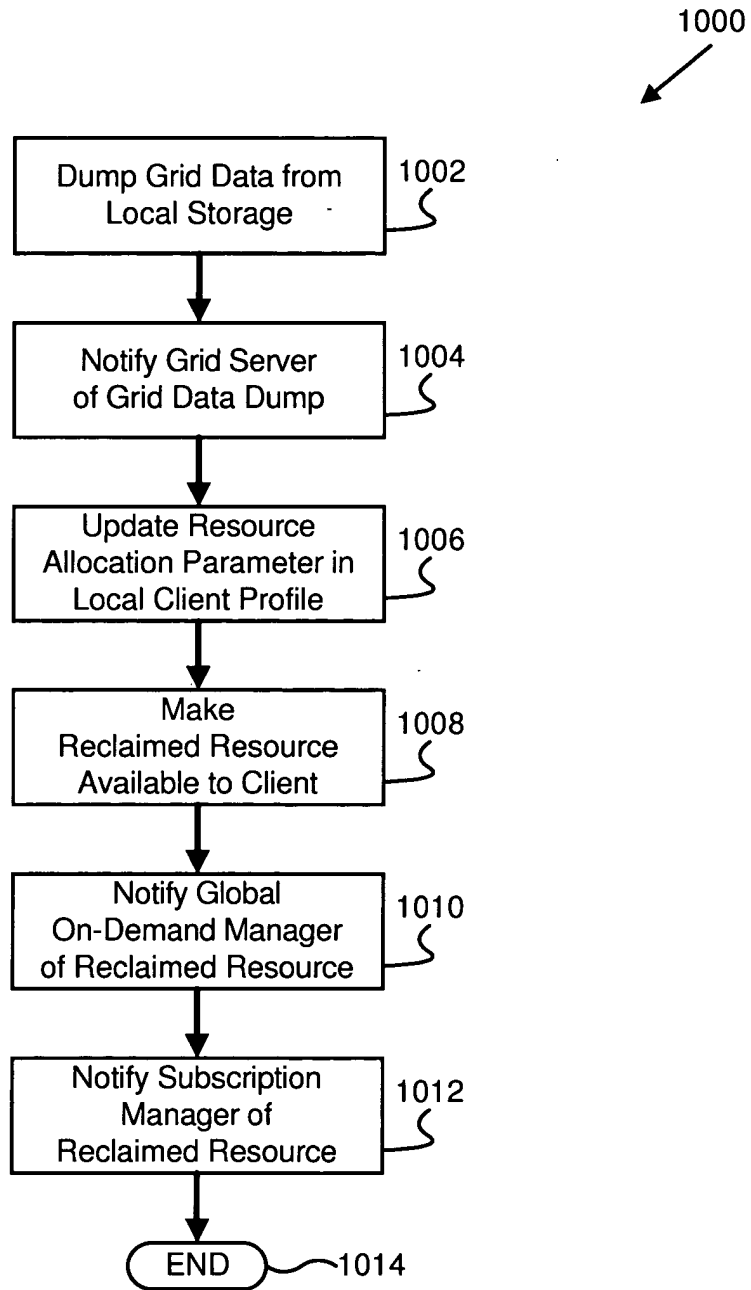 1000
Dump Grid Data from
Local Storage
1002
Notify Grid Server
of Grid Data Dump
1004
Update Resource
Allocation Parameter in
Local Client Profile
1006
Make
Reclaimed Resource
Available to Client
1008
Notify Global
On-Demand Manager
of Reclaimed Resource
1010
Notify Subscription
Manager of
Reclaimed Resource
1012
END
1014